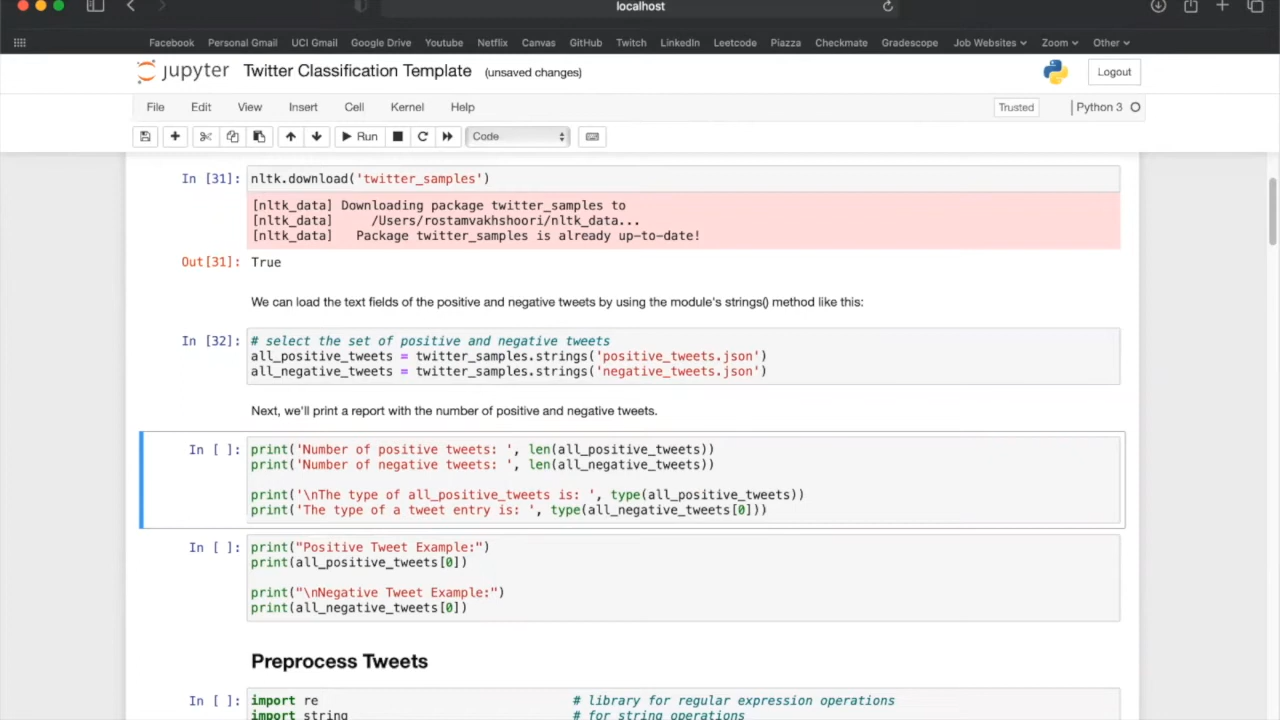 localhost
Facebook Personal Gmail UCI Gmail Google Drive Youtube Netflix Canvas GitHub Twitch LinkedIn Leetcode Piazza Checkmate Gradescope Job Websites Zoom Other
jupyter Twitter Classification Template (unsaved changes) Logout
File Edit View Insert Cell Kernel Help Trusted Python 3
Run Code
In [31]: nltk.download('twitter_samples')
[nltk_data] Downloading package twitter_samples to
[nltk_data]     /Users/rostamvakhshoori/nltk_data...
[nltk_data]   Package twitter_samples is already up-to-date!
Out[31]: True
We can load the text fields of the positive and negative tweets by using the module's strings() method like this:
In [32]: # select the set of positive and negative tweets
all_positive_tweets = twitter_samples.strings('positive_tweets.json')
all_negative_tweets = twitter_samples.strings('negative_tweets.json')
Next, we'll print a report with the number of positive and negative tweets.
In [ ]: print('Number of positive tweets: ', len(all_positive_tweets))
print('Number of negative tweets: ', len(all_negative_tweets))
print('\nThe type of all_positive_tweets is: ', type(all_positive_tweets))
print('The type of a tweet entry is: ', type(all_negative_tweets[0]))
In [ ]: print("Positive Tweet Example:")
print(all_positive_tweets[0])
print("\nNegative Tweet Example:")
print(all_negative_tweets[0])
Preprocess Tweets
In [ ]: import re # library for regular expression operations
import string # for string operations